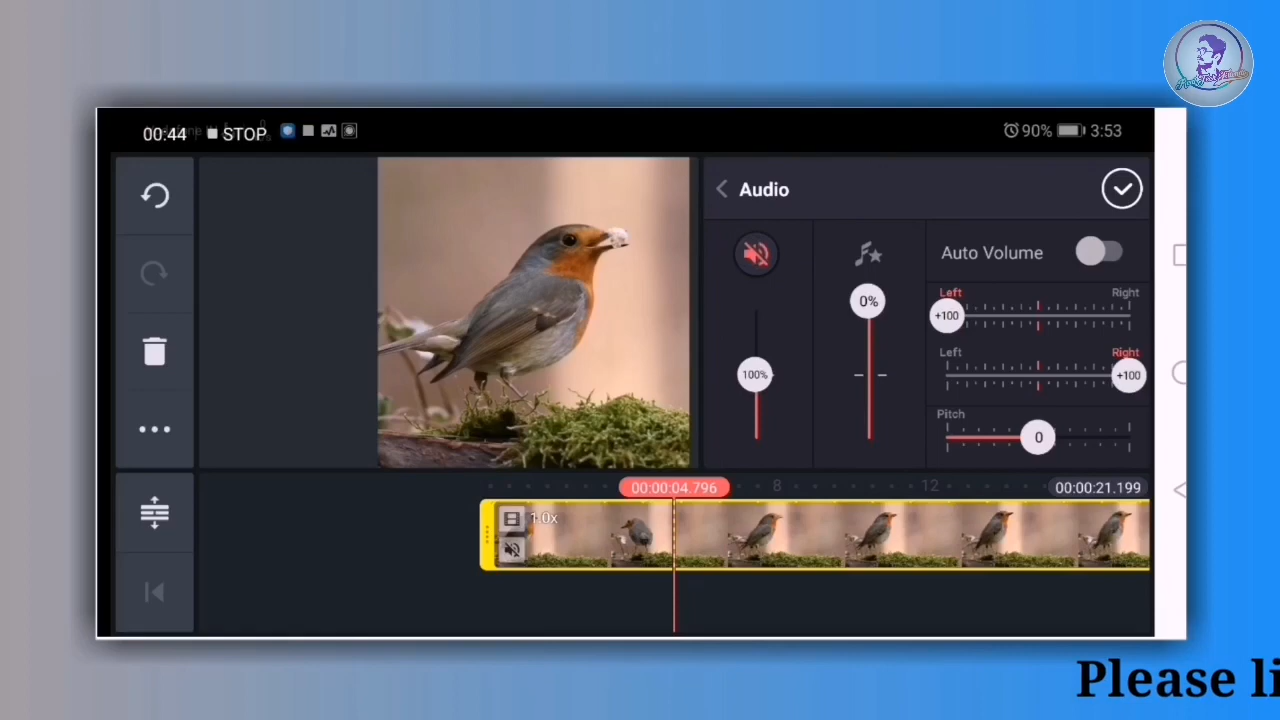 00:44 STOP
90% 3:53
Audio
Auto Volume
0%
Left Right
+100
Left Right
100%
+100
Pitch
0
00:00:04.796 8 12 00:00:21.199
1.0x
Please li